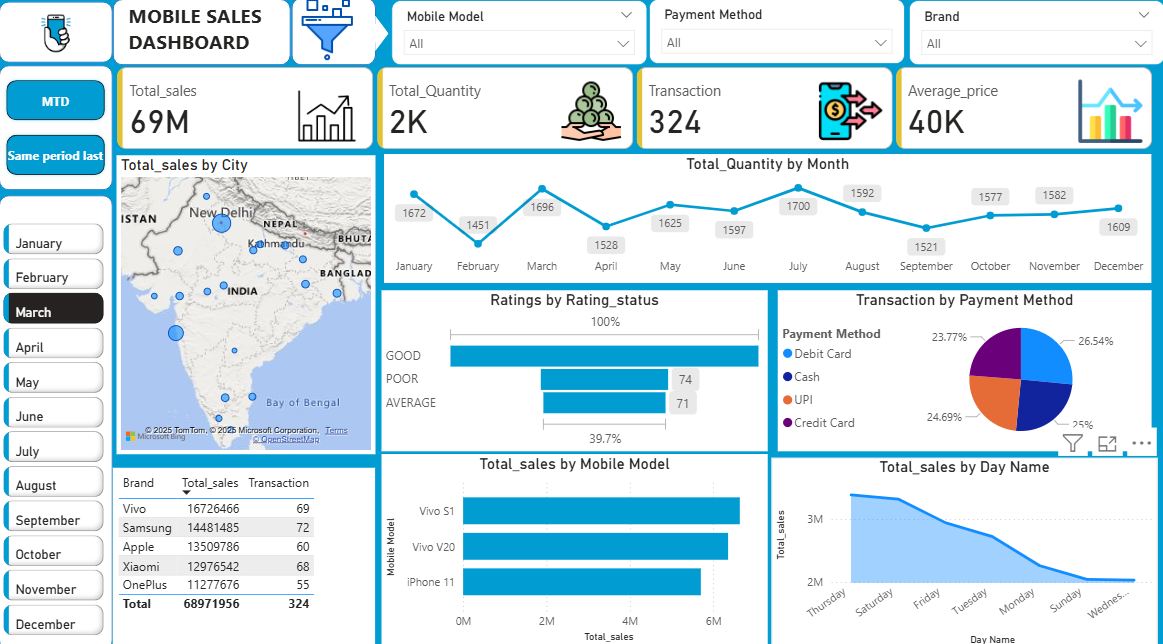 MOBILE SALES
DASHBOARD
Mobile Model
All
Payment Method
All
Brand
All
MTD
Same period last
Total_sales
69M
Total_Quantity
2K
Transaction
324
Average_price
40K
January
February
March
April
May
June
July
August
September
October
November
December
Total_sales by City
ISTAN
New Delhi
NEPAL
Kathmandu
BHUTA
BANGLAD
INDIA
Bay of Bengal
© 2025 TomTom, © 2025 Microsoft Corporation, Terms
Microsoft Bing
© OpenStreetMap
Total_Quantity by Month
1672
1451
1696
1528
1625
1597
1700
1592
1521
1577
1582
1609
January February March April May June July August September October November December
Ratings by Rating_status
100%
GOOD
POOR 74
AVERAGE 71
39.7%
Transaction by Payment Method
Payment Method
Debit Card
Cash
UPI
Credit Card
23.77%
26.54%
24.69%
25%
Brand Total_sales Transaction
Vivo 16726466 69
Samsung 14481485 72
Apple 13509786 60
Xiaomi 12976542 68
OnePlus 11277676 55
Total 68971956 324
Total_sales by Mobile Model
Mobile Model
Vivo S1
Vivo V20
iPhone 11
0M 2M 4M 6M
Total_sales
Total_sales by Day Name
Total_sales
3M
2M
Thursday Saturday Friday Tuesday Monday Sunday Wednes...
Day Name